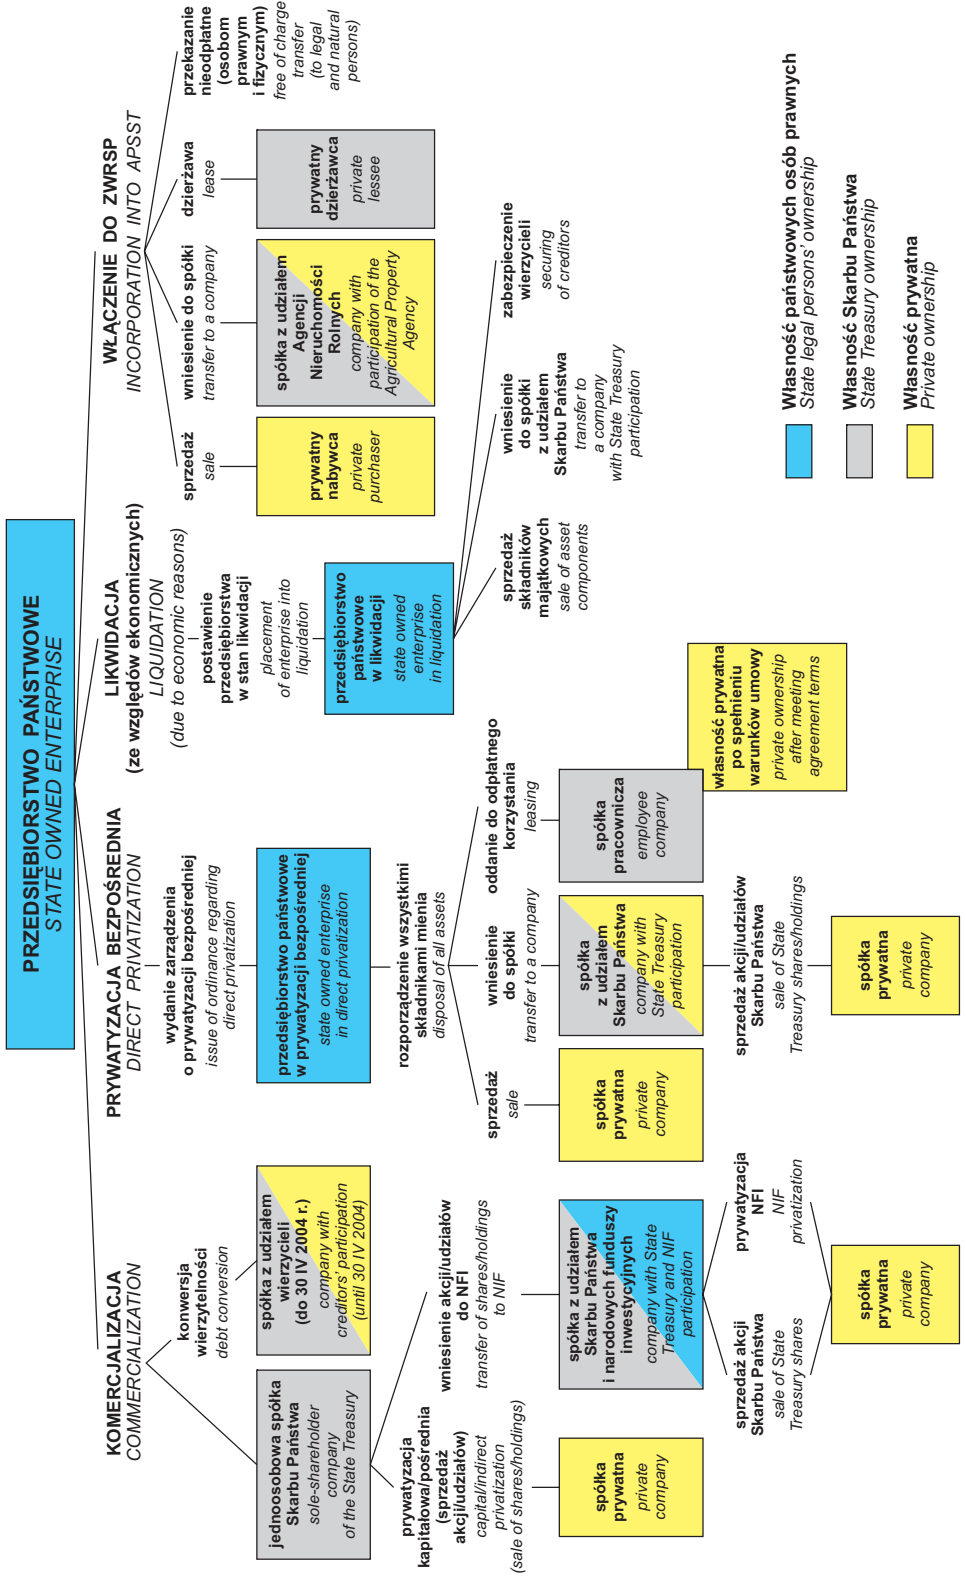 PRZEDSIĘBIORSTWO PAŃSTWOWE
STATE OWNED ENTERPRISE
KOMERCJALIZACJA
COMMERCIALIZATION
konwersja
wierzytelności
debt conversion
jednoosobowa spółka
Skarbu Państwa
sole-shareholder
company
of the State Treasury
spółka z udziałem
wierzycieli
(do 30 IV 2004 r.)
company with
creditors' participation
(until 30 IV 2004)
prywatyzacja
kapitałowa/pośrednia
(sprzedaż
akcji/udziałów)
capital/indirect
privatization
(sale of shares/holdings)
wniesienie akcji/udziałów
do NFI
transfer of shares/holdings
to NIF
spółka
prywatna
private
company
spółka z udziałem
Skarbu Państwa
i narodowych funduszy
inwestycyjnych
company with State
Treasury and NIF
participation
sprzedaż akcji
Skarbu Państwa
sale of State
Treasury shares
prywatyzacja
NFI
NIF
privatization
spółka
prywatna
private
company
PRYWATYZACJA BEZPOŚREDNIA
DIRECT PRIVATIZATION
wydanie zarządzenia
o prywatyzacji bezpośredniej
issue of ordinance regarding
direct privatization
przedsiębiorstwo państwowe
w prywatyzacji bezpośredniej
state owned enterprise
in direct privatization
rozporządzenie wszystkimi
składnikami mienia
disposal of all assets
sprzedaż
sale
wniesienie
do spółki
transfer to a company
oddanie do odpłatnego
korzystania
leasing
spółka
prywatna
private
company
spółka
z udziałem
Skarbu Państwa
company with
State Treasury
participation
spółka
pracownicza
employee
company
własność prywatna
po spełnieniu
warunków umowy
private ownership
after meeting
agreement terms
sprzedaż akcji/udziałów
Skarbu Państwa
sale of State
Treasury shares/holdings
spółka
prywatna
private
company
LIKWIDACJA
(ze względów ekonomicznych)
LIQUIDATION
(due to economic reasons)
postawienie
przedsiębiorstwa
w stan likwidacji
placement
of enterprise into
liquidation
przedsiębiorstwo
państwowe
w likwidacji
state owned
enterprise
in liquidation
sprzedaż
składników
majątkowych
sale of asset
components
wniesienie
do spółki
z udziałem
Skarbu Państwa
transfer to
a company
with State Treasury
participation
zabezpieczenie
wierzycieli
securing
of creditors
WŁĄCZENIE DO ZWRSP
INCORPORATION INTO APSST
sprzedaż
sale
wniesienie do spółki
transfer to a company
dzierżawa
lease
przekazanie
nieodpłatne
(osobom
prawnym
i fizycznym)
free of charge
transfer
(to legal
and natural
persons)
prywatny
nabywca
private
purchaser
spółka z udziałem
Agencji
Nieruchomości
Rolnych
company with
participation of the
Agricultural Property
Agency
prywatny
dzierżawca
private
lessee
Własność państwowych osób prawnych
State legal persons' ownership
Własność Skarbu Państwa
State Treasury ownership
Własność prywatna
Private ownership